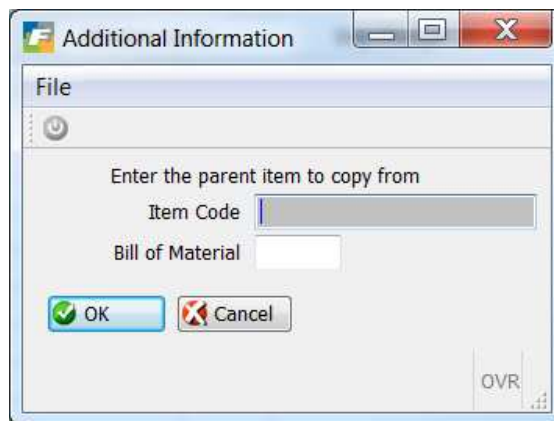 Additional Information
File
Enter the parent item to copy from
Item Code
Bill of Material
OK
Cancel
OVR